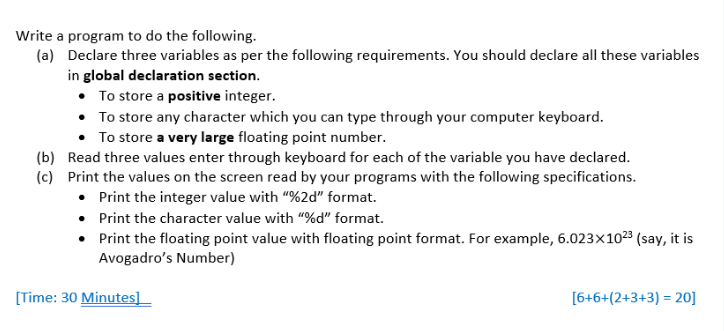 Write a program to do the following.
(a) Declare three variables as per the following requirements. You should declare all these variables
in global declaration section.
• To store a positive integer.
• To store any character which you can type through your computer keyboard.
• To store a very large floating point number.
(b) Read three values enter through keyboard for each of the variable you have declared.
(c) Print the values on the screen read by your programs with the following specifications.
• Print the integer value with “%2d” format.
• Print the character value with “%d” format.
• Print the floating point value with floating point format. For example, 6.023×10²³ (say, it is
Avogadro’s Number)
[Time: 30 Minutes] [6+6+(2+3+3) = 20]